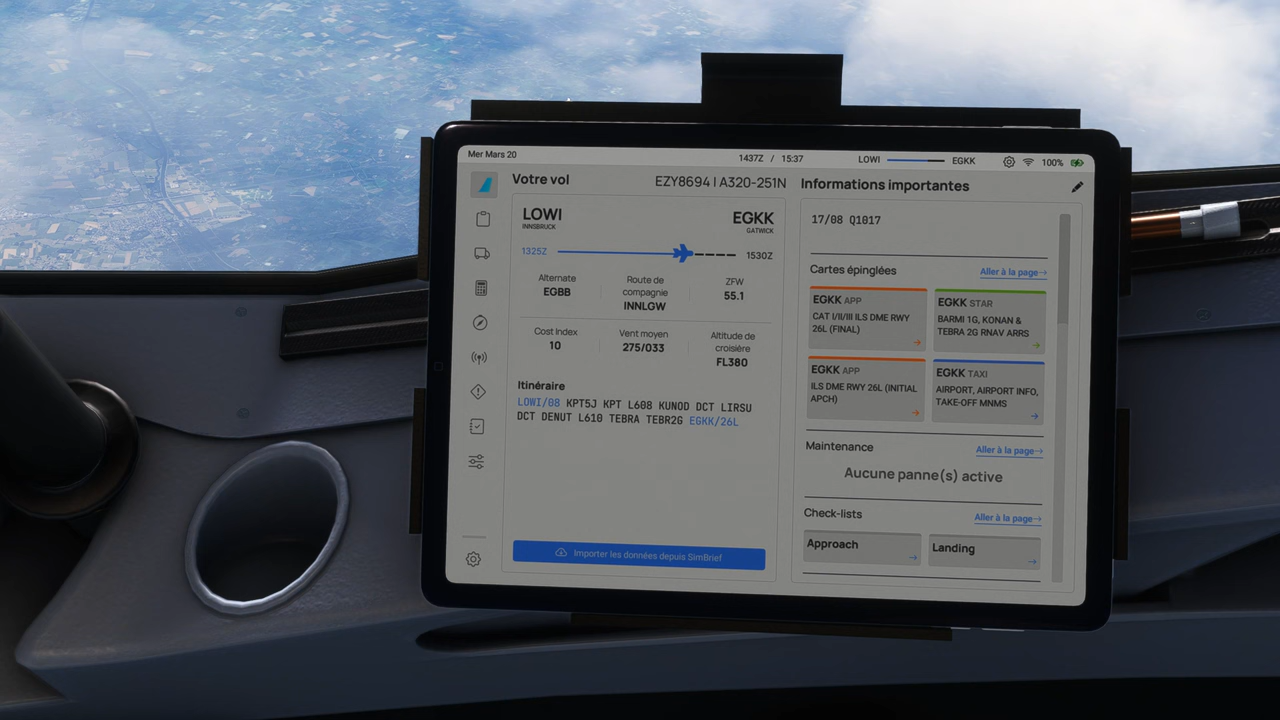 Mer Mars 20
1437Z / 15:37
LOWI EGKK
100%
Votre vol
EZY8694 | A320-251N
LOWI
INNSBRUCK
EGKK
GATWICK
1325Z
1530Z
Alternate
EGBB
Route de
compagnie
INNLGW
ZFW
55.1
Cost Index
10
Vent moyen
275/033
Altitude de
croisière
FL380
Itinéraire
LOWI/08 KPT5J KPT L608 KUNOD DCT LIRSU
DCT DENUT L610 TEBRA TEBR2G EGKK/26L
Importer les données depuis SimBrief
Informations importantes
17/08 Q1017
Cartes épinglées
Aller à la page→
EGKK APP
CAT I/II/III ILS DME RWY
26L (FINAL)
→
EGKK STAR
BARMI 1G, KONAN &
TEBRA 2G RNAV ARRS
→
EGKK APP
ILS DME RWY 26L (INITIAL
APCH)
→
EGKK TAXI
AIRPORT, AIRPORT INFO,
TAKE-OFF MNMS
→
Maintenance
Aller à la page→
Aucune panne(s) active
Check-lists
Aller à la page→
Approach
→
Landing
→